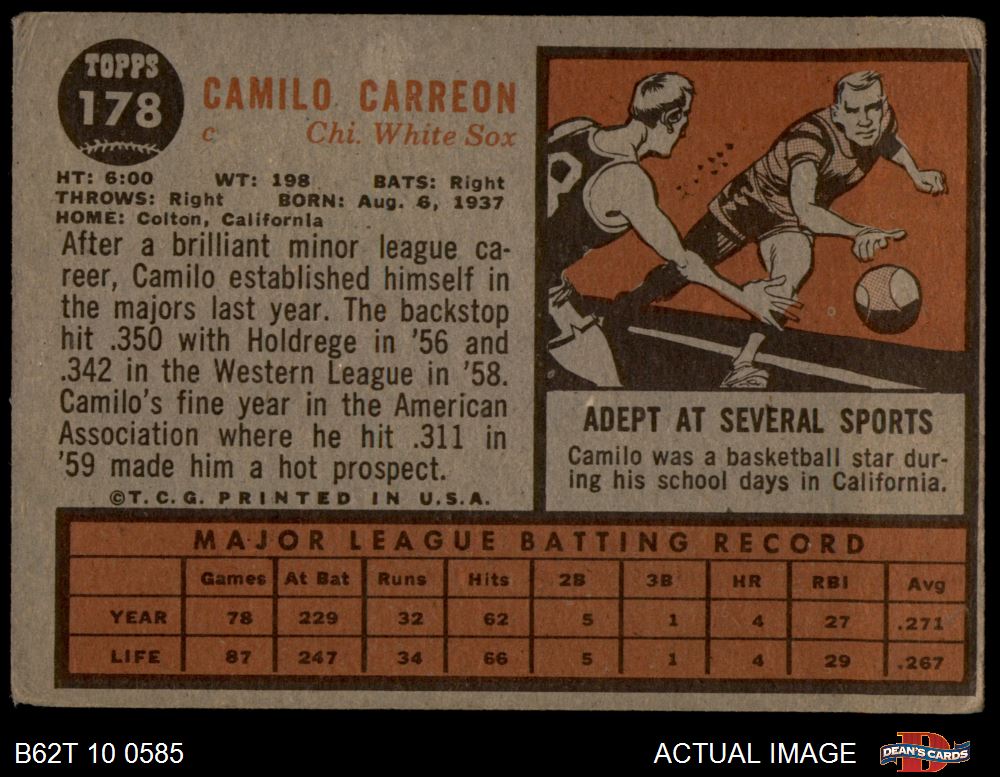 TOPPS
178
CAMILO CARREON
c Chi. White Sox
HT: 6:00 WT: 198 BATS: Right
THROWS: Right BORN: Aug. 6, 1937
HOME: Colton, California
After a brilliant minor league ca-
reer, Camilo established himself in
the majors last year. The backstop
hit .350 with Holdrege in '56 and
.342 in the Western League in '58.
Camilo's fine year in the American
Association where he hit .311 in
'59 made him a hot prospect.
©T.C.G. PRINTED IN U.S.A.
ADEPT AT SEVERAL SPORTS
Camilo was a basketball star dur-
ing his school days in California.
MAJOR LEAGUE BATTING RECORD
Games At Bat Runs Hits 2B 3B HR RBI Avg
YEAR 78 229 32 62 5 1 4 27 .271
LIFE 87 247 34 66 5 1 4 29 .267
B62T 10 0585 ACTUAL IMAGE DEAN'S CARDS